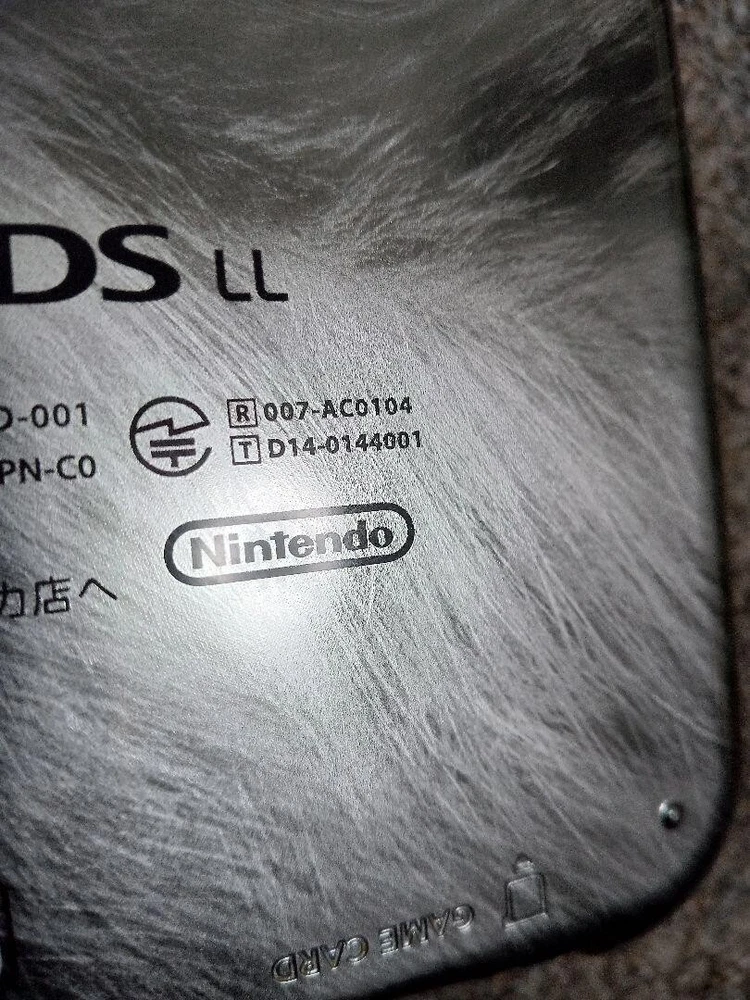 DS LL
-001
R 007-AC0104
PN-C0
T D14-0144001
Nintendo
カ店へ
GAME CARD